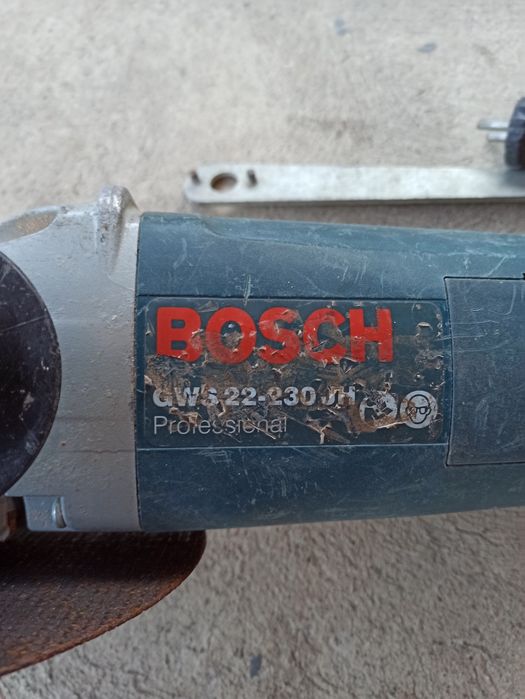 BOSCH
GWS 22-230 JH
Professional